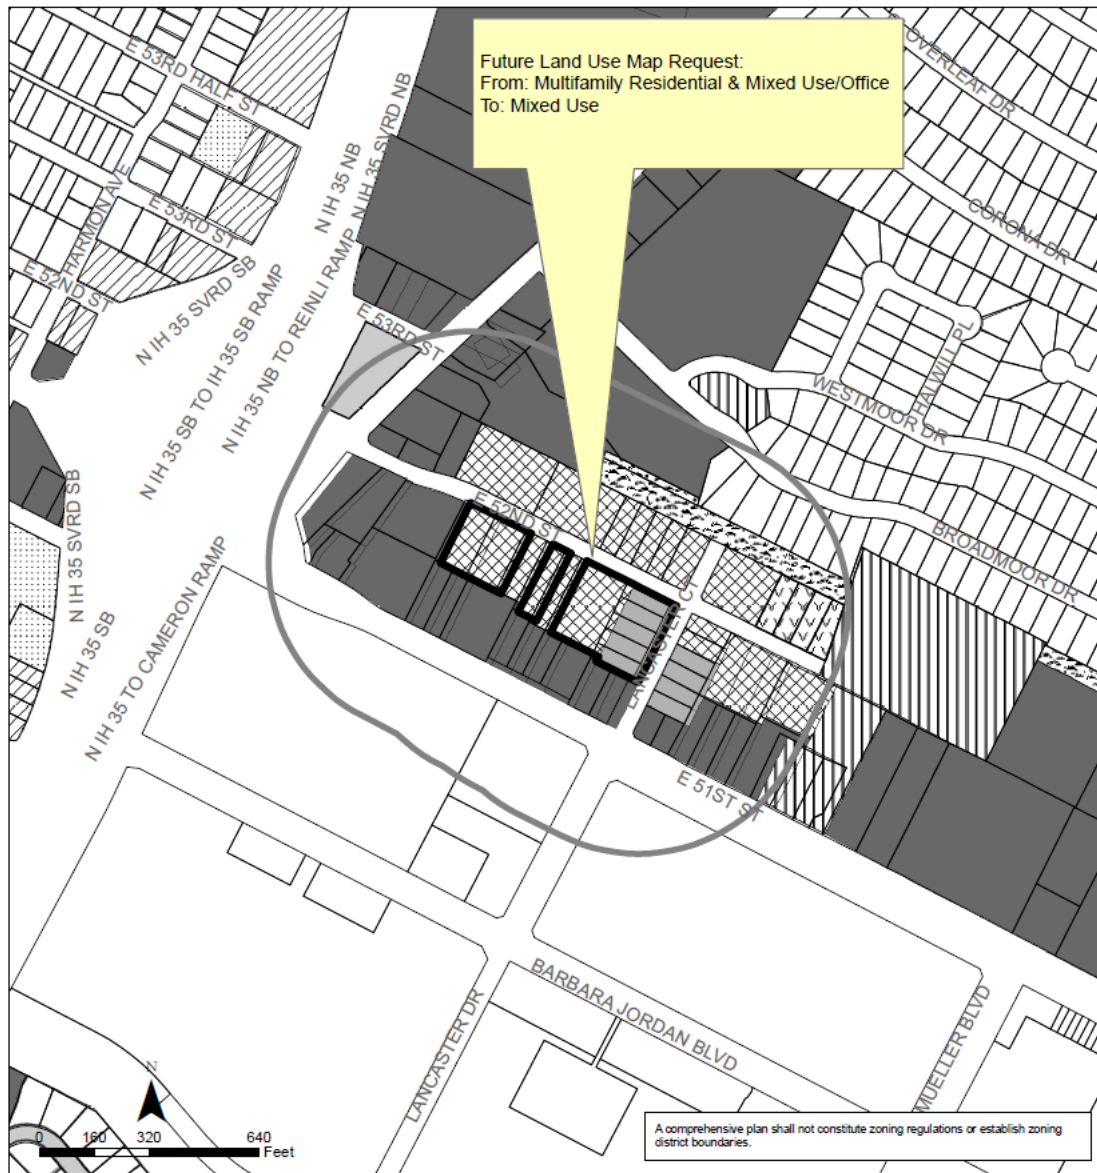 Future Land Use Map Request:
From: Multifamily Residential & Mixed Use/Office
To: Mixed Use
E 53RD HALF ST
OVERLEAF DR
N IH 35 SVRD NB
N IH 35 NB
HARMON AVE
E 53RD ST
CORONA DR
E 52ND ST
N IH 35 SVRD SB
N IH 35 SB TO IH 35 SB RAMP
N IH 35 NB TO REINLI RAMP
E 53RD ST
HALWILL PL
WESTMOOR DR
N IH 35 SVRD SB
E 52ND ST
BROADMOOR DR
N IH 35 SB
N IH 35 TO CAMERON RAMP
LANCASTER CT
E 51ST ST
BARBARA JORDAN BLVD
LANCASTER DR
MUELLER BLVD
N
0 160 320 640
Feet
A comprehensive plan shall not constitute zoning regulations or establish zoning
district boundaries.